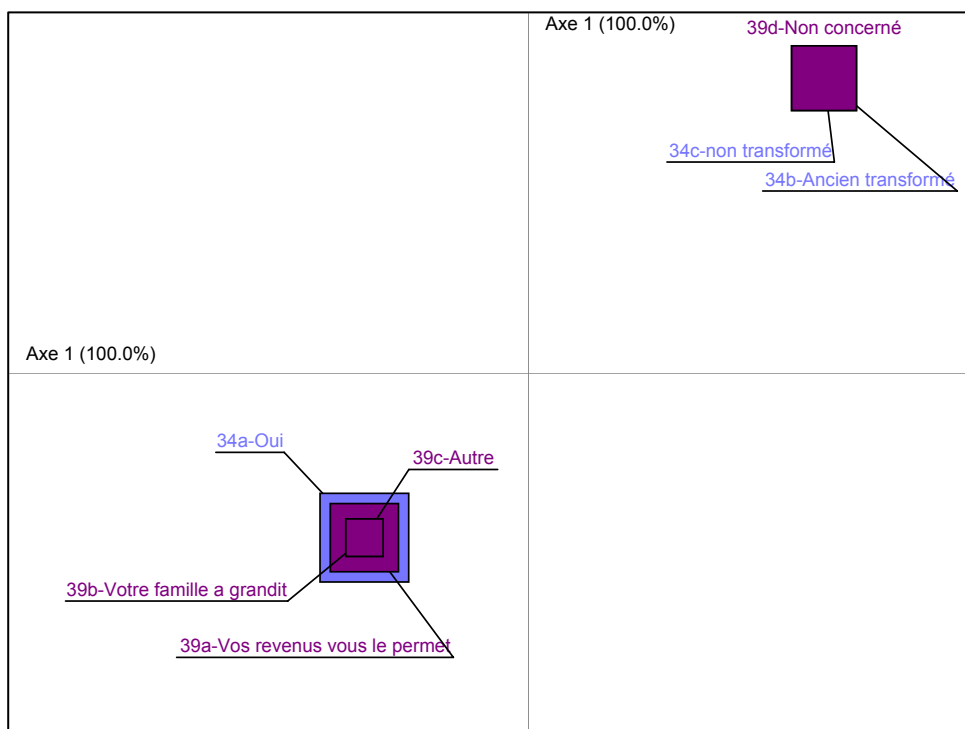 Axe 1 (100.0%)
39d-Non concerné
34c-non transformé
34b-Ancien transformé
Axe 1 (100.0%)
34a-Oui
39c-Autre
39b-Votre famille a grandit
39a-Vos revenus vous le permet